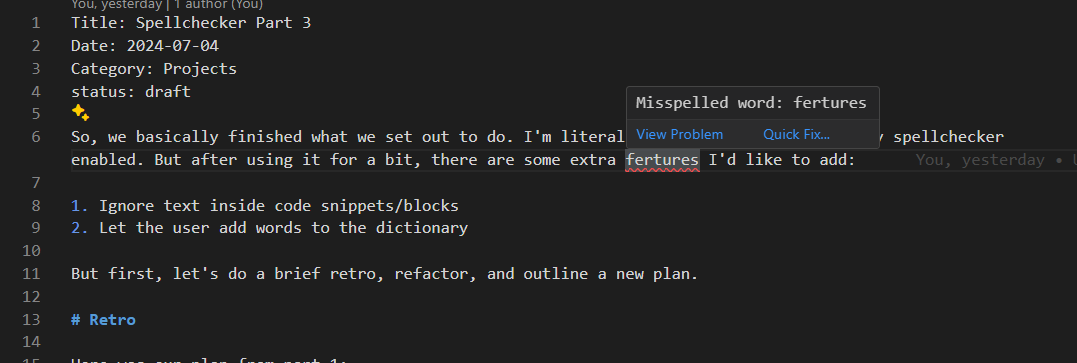 You, yesterday | 1 author (You)
1 Title: Spellchecker Part 3
2 Date: 2024-07-04
3 Category: Projects
4 status: draft
5
6 So, we basically finished what we set out to do. I'm literal spellchecker
enabled. But after using it for a bit, there are some extra fertures I'd like to add: You, yesterday •
Misspelled word: fertures
View Problem Quick Fix...
7
8 1. Ignore text inside code snippets/blocks
9 2. Let the user add words to the dictionary
10
11 But first, let's do a brief retro, refactor, and outline a new plan.
12
13 # Retro
14
15